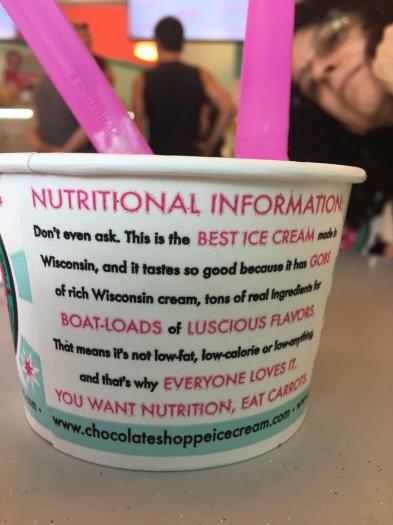 NUTRITIONAL INFORMATION:
Don't even ask. This is the BEST ICE CREAM made in
Wisconsin, and it tastes so good because it has GOBS
of rich Wisconsin cream, tons of real ingredients for
BOAT-LOADS of LUSCIOUS FLAVORS.
That means it's not low-fat, low-calorie or low-anything,
and that's why EVERYONE LOVES IT.
YOU WANT NUTRITION, EAT CARROTS.
www.chocolateshoppeicecream.com